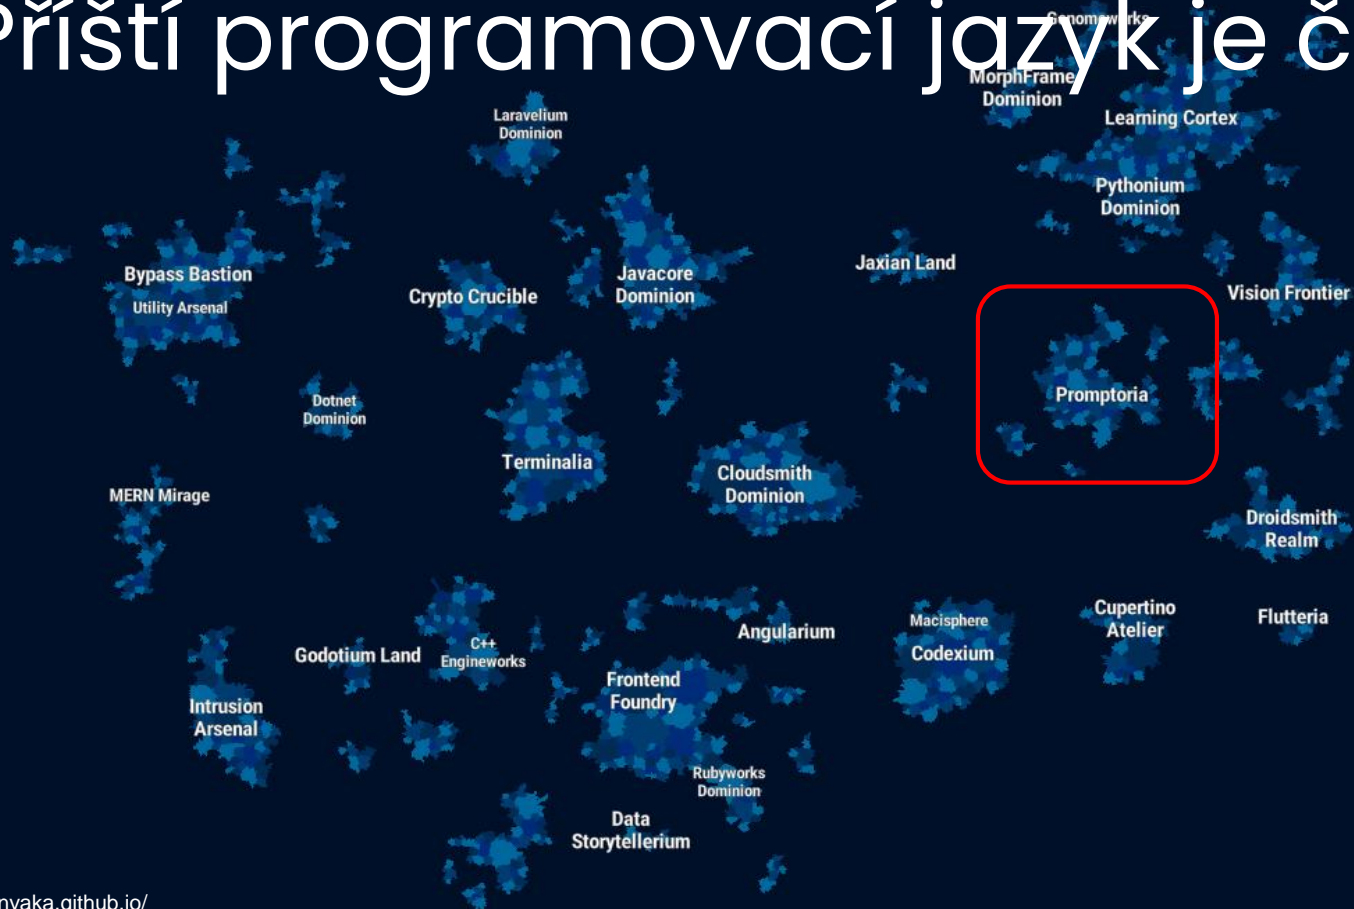 Příští programovací jazyk je č
Genomeworks
MorphFrame
Dominion
Learning Cortex
Laravelium
Dominion
Pythonium
Dominion
Bypass Bastion
Utility Arsenal
Crypto Crucible
Javacore
Dominion
Jaxian Land
Vision Frontier
Promptoria
Dotnet
Dominion
Terminalia
Cloudsmith
Dominion
MERN Mirage
Droidsmith
Realm
Godotium Land
C++
Engineworks
Angularium
Macisphere
Codexium
Cupertino
Atelier
Flutteria
Intrusion
Arsenal
Frontend
Foundry
Rubyworks
Dominion
Data
Storytellerium
nvaka.github.io/